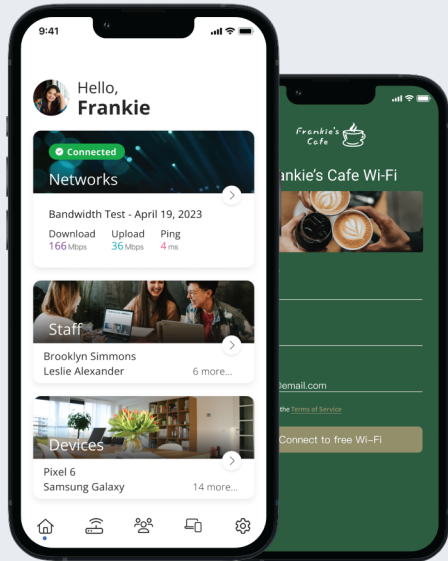 9:41
Hello,
Frankie
Connected
Networks
Bandwidth Test - April 19, 2023
Download Upload Ping
166 Mbps 36 Mbps 4 ms
Staff
Brooklyn Simmons
Leslie Alexander 6 more...
Devices
Pixel 6
Samsung Galaxy 14 more...
Frankie's
Cafe
ankie's Cafe Wi-Fi
email.com
the Terms of Service
Connect to free Wi-Fi